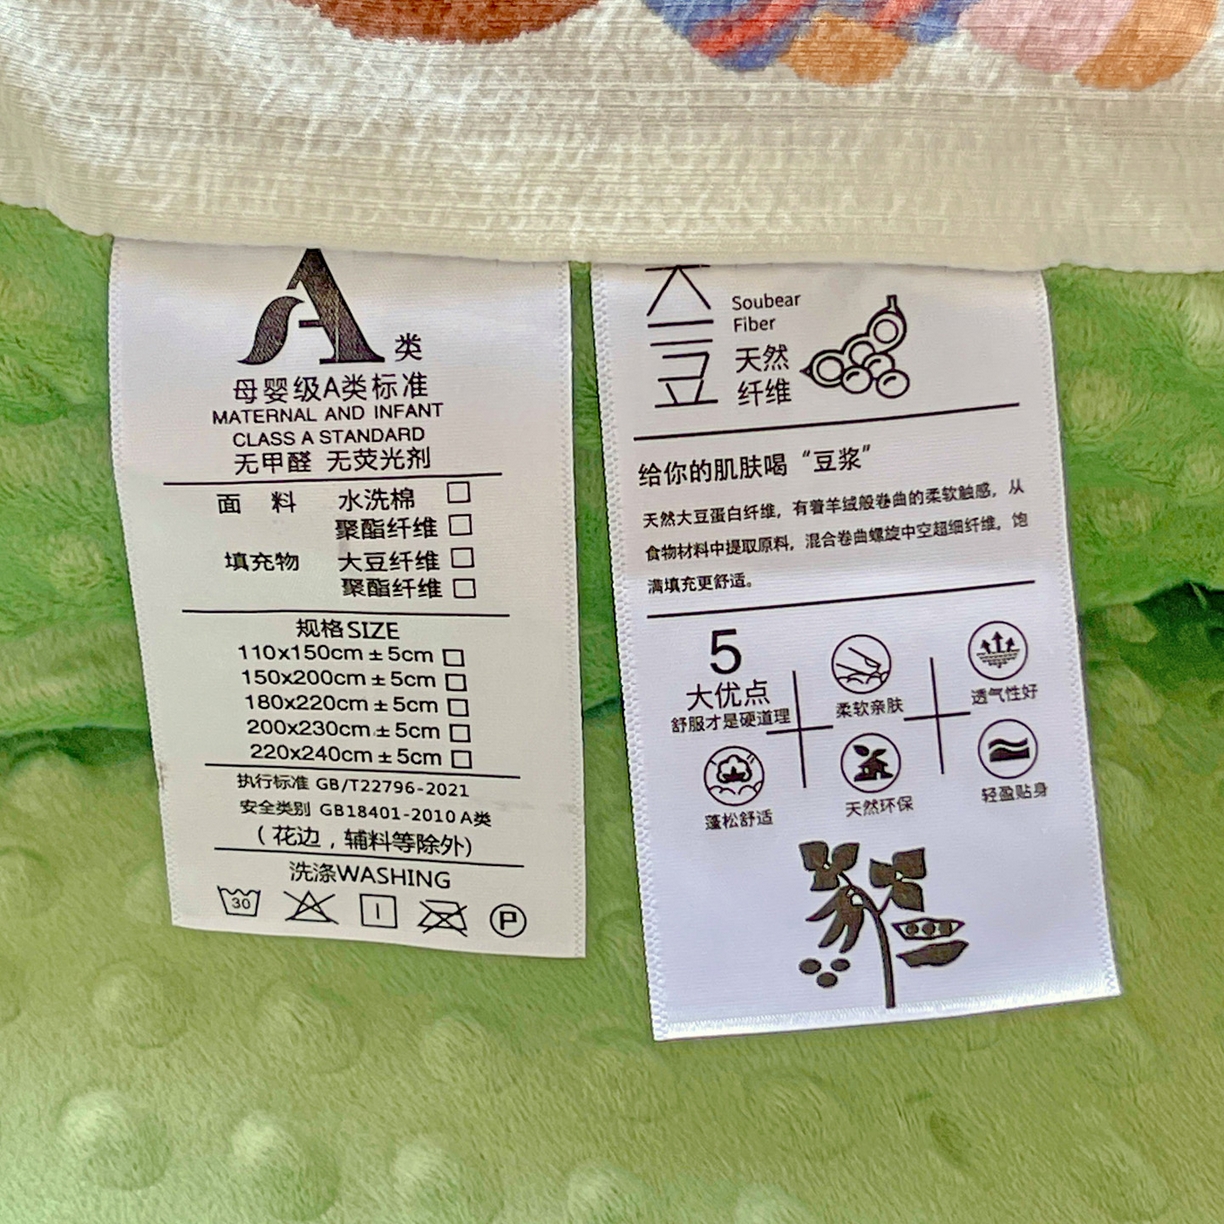 A类
母婴级A类标准
MATERNAL AND INFANT
CLASS A STANDARD
无甲醛 无荧光剂
面 料 水洗棉 □
聚酯纤维 □
填充物 大豆纤维 □
聚酯纤维 □
规格SIZE
110x150cm±5cm □
150x200cm±5cm □
180x220cm±5cm □
200x230cm±5cm □
220x240cm±5cm □
执行标准 GB/T22796-2021
安全类别 GB18401-2010 A类
(花边，辅料等除外)
洗涤WASHING
30
P
大豆
Soubear
Fiber
天然
纤维
给你的肌肤喝“豆浆”
天然大豆蛋白纤维，有着羊绒般卷曲的柔软触感，从
食物材料中提取原料，混合卷曲螺旋中空超细纤维。饱
满填充更舒适。
5
大优点
舒服才是硬道理
柔软亲肤
透气性好
蓬松舒适
天然环保
轻盈贴身